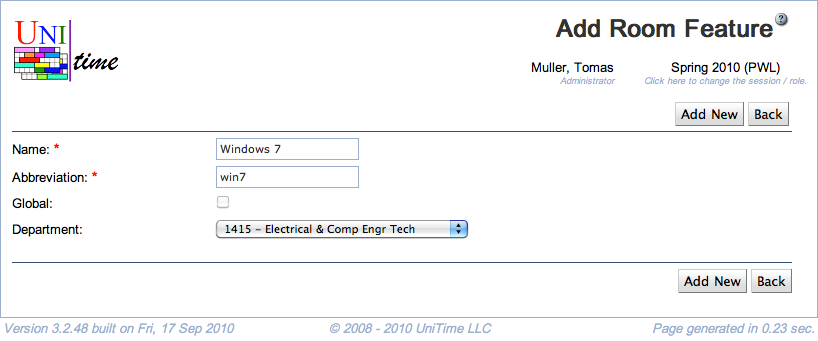 UNI
time
Add Room Feature ?
Muller, Tomas
Administrator
Spring 2010 (PWL)
Click here to change the session / role.
Add New
Back
Name: *
Windows 7
Abbreviation: *
win7
Global:
Department:
1415 - Electrical & Comp Engr Tech
Add New
Back
Version 3.2.48 built on Fri, 17 Sep 2010
© 2008 - 2010 UniTime LLC
Page generated in 0.23 sec.